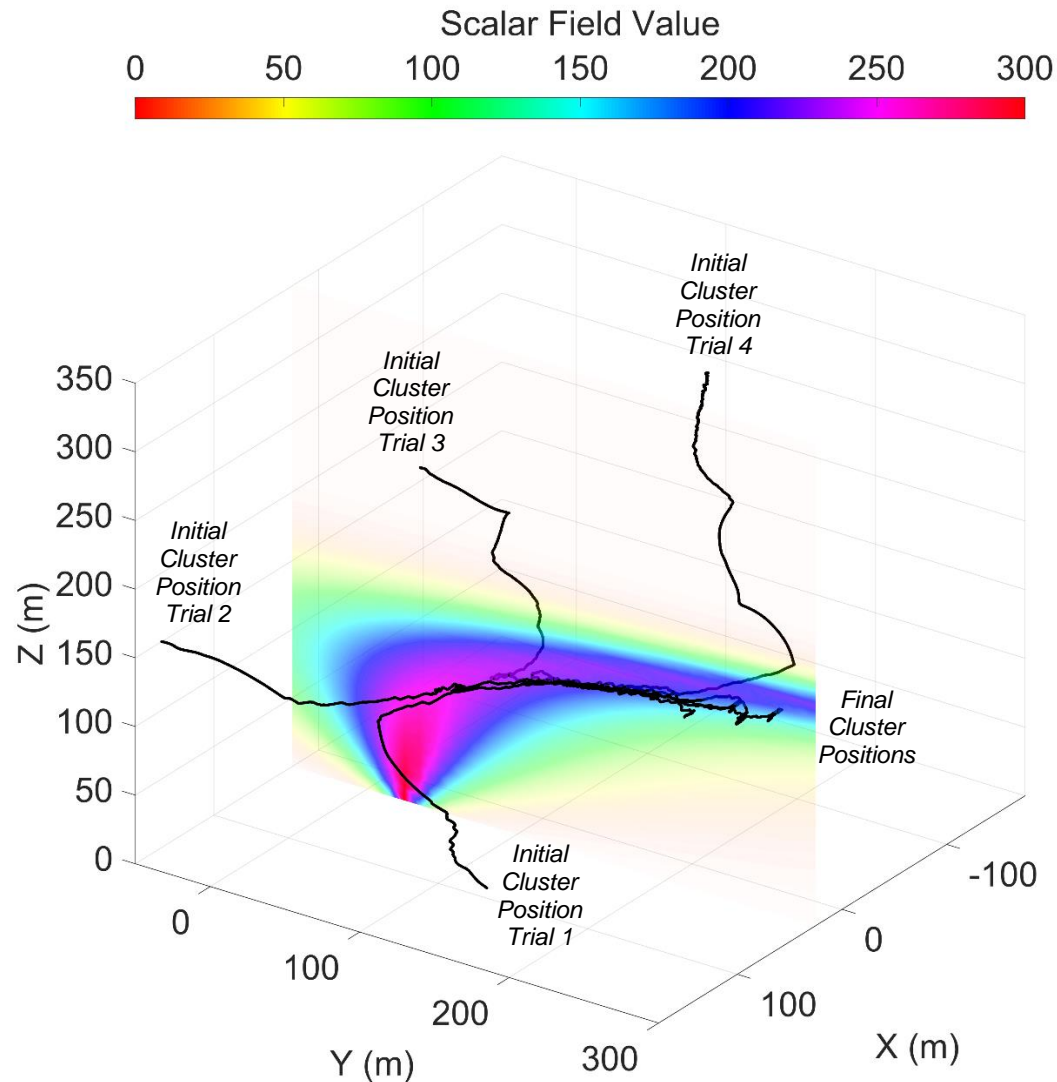 Scalar Field Value
0 50 100 150 200 250 300
Initial
Cluster
Position
Trial 4
Initial
Cluster
Position
Trial 3
Initial
Cluster
Position
Trial 2
350
300
250
200
150
100
50
0
Z (m)
Final
Cluster
Positions
Initial
Cluster
Position
Trial 1
0
100
200
300
Y (m)
-100
0
100
X (m)